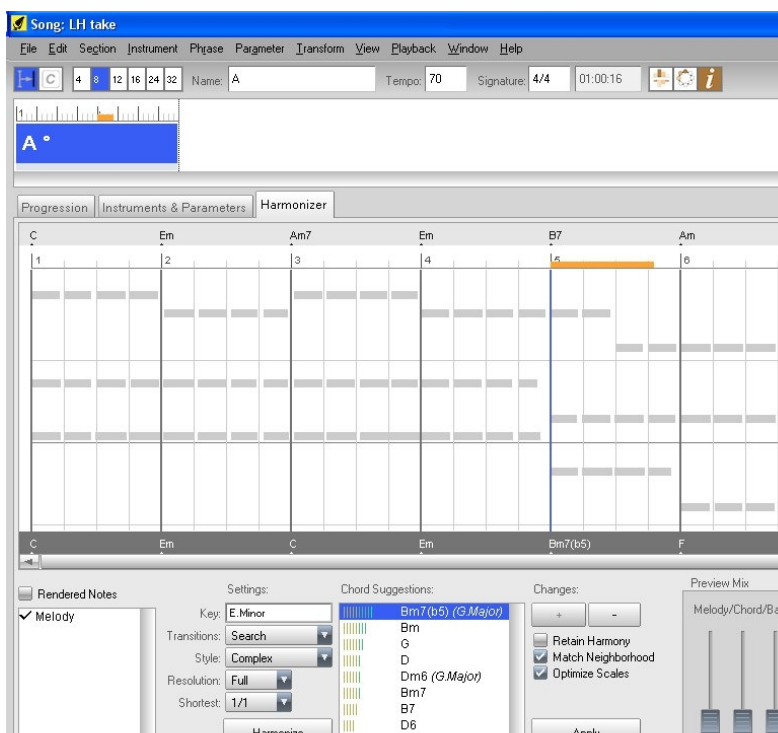 Song: LH take
File Edit Section Instrument Phrase Parameter Transform View Playback Window Help
C 4 8 12 16 24 32 Name: A Tempo: 70 Signature: 4/4 01:00:16 i
1
A °
Progression Instruments & Parameters Harmonizer
C Em Am7 Em B7 Am
1 2 3 4 5 6
C Em C Em Bm7(b5) F
Rendered Notes Settings: Chord Suggestions: Changes: Preview Mix
Melody Key: E.Minor Bm7(b5) (G.Major) + - Melody/Chord/Ba
Transitions: Search Bm Retain Harmony
Style: Complex G Match Neighborhood
Resolution: Full D Optimize Scales
Shortest: 1/1 Dm6 (G.Major)
Bm7
B7
Harmonize D6 Apply